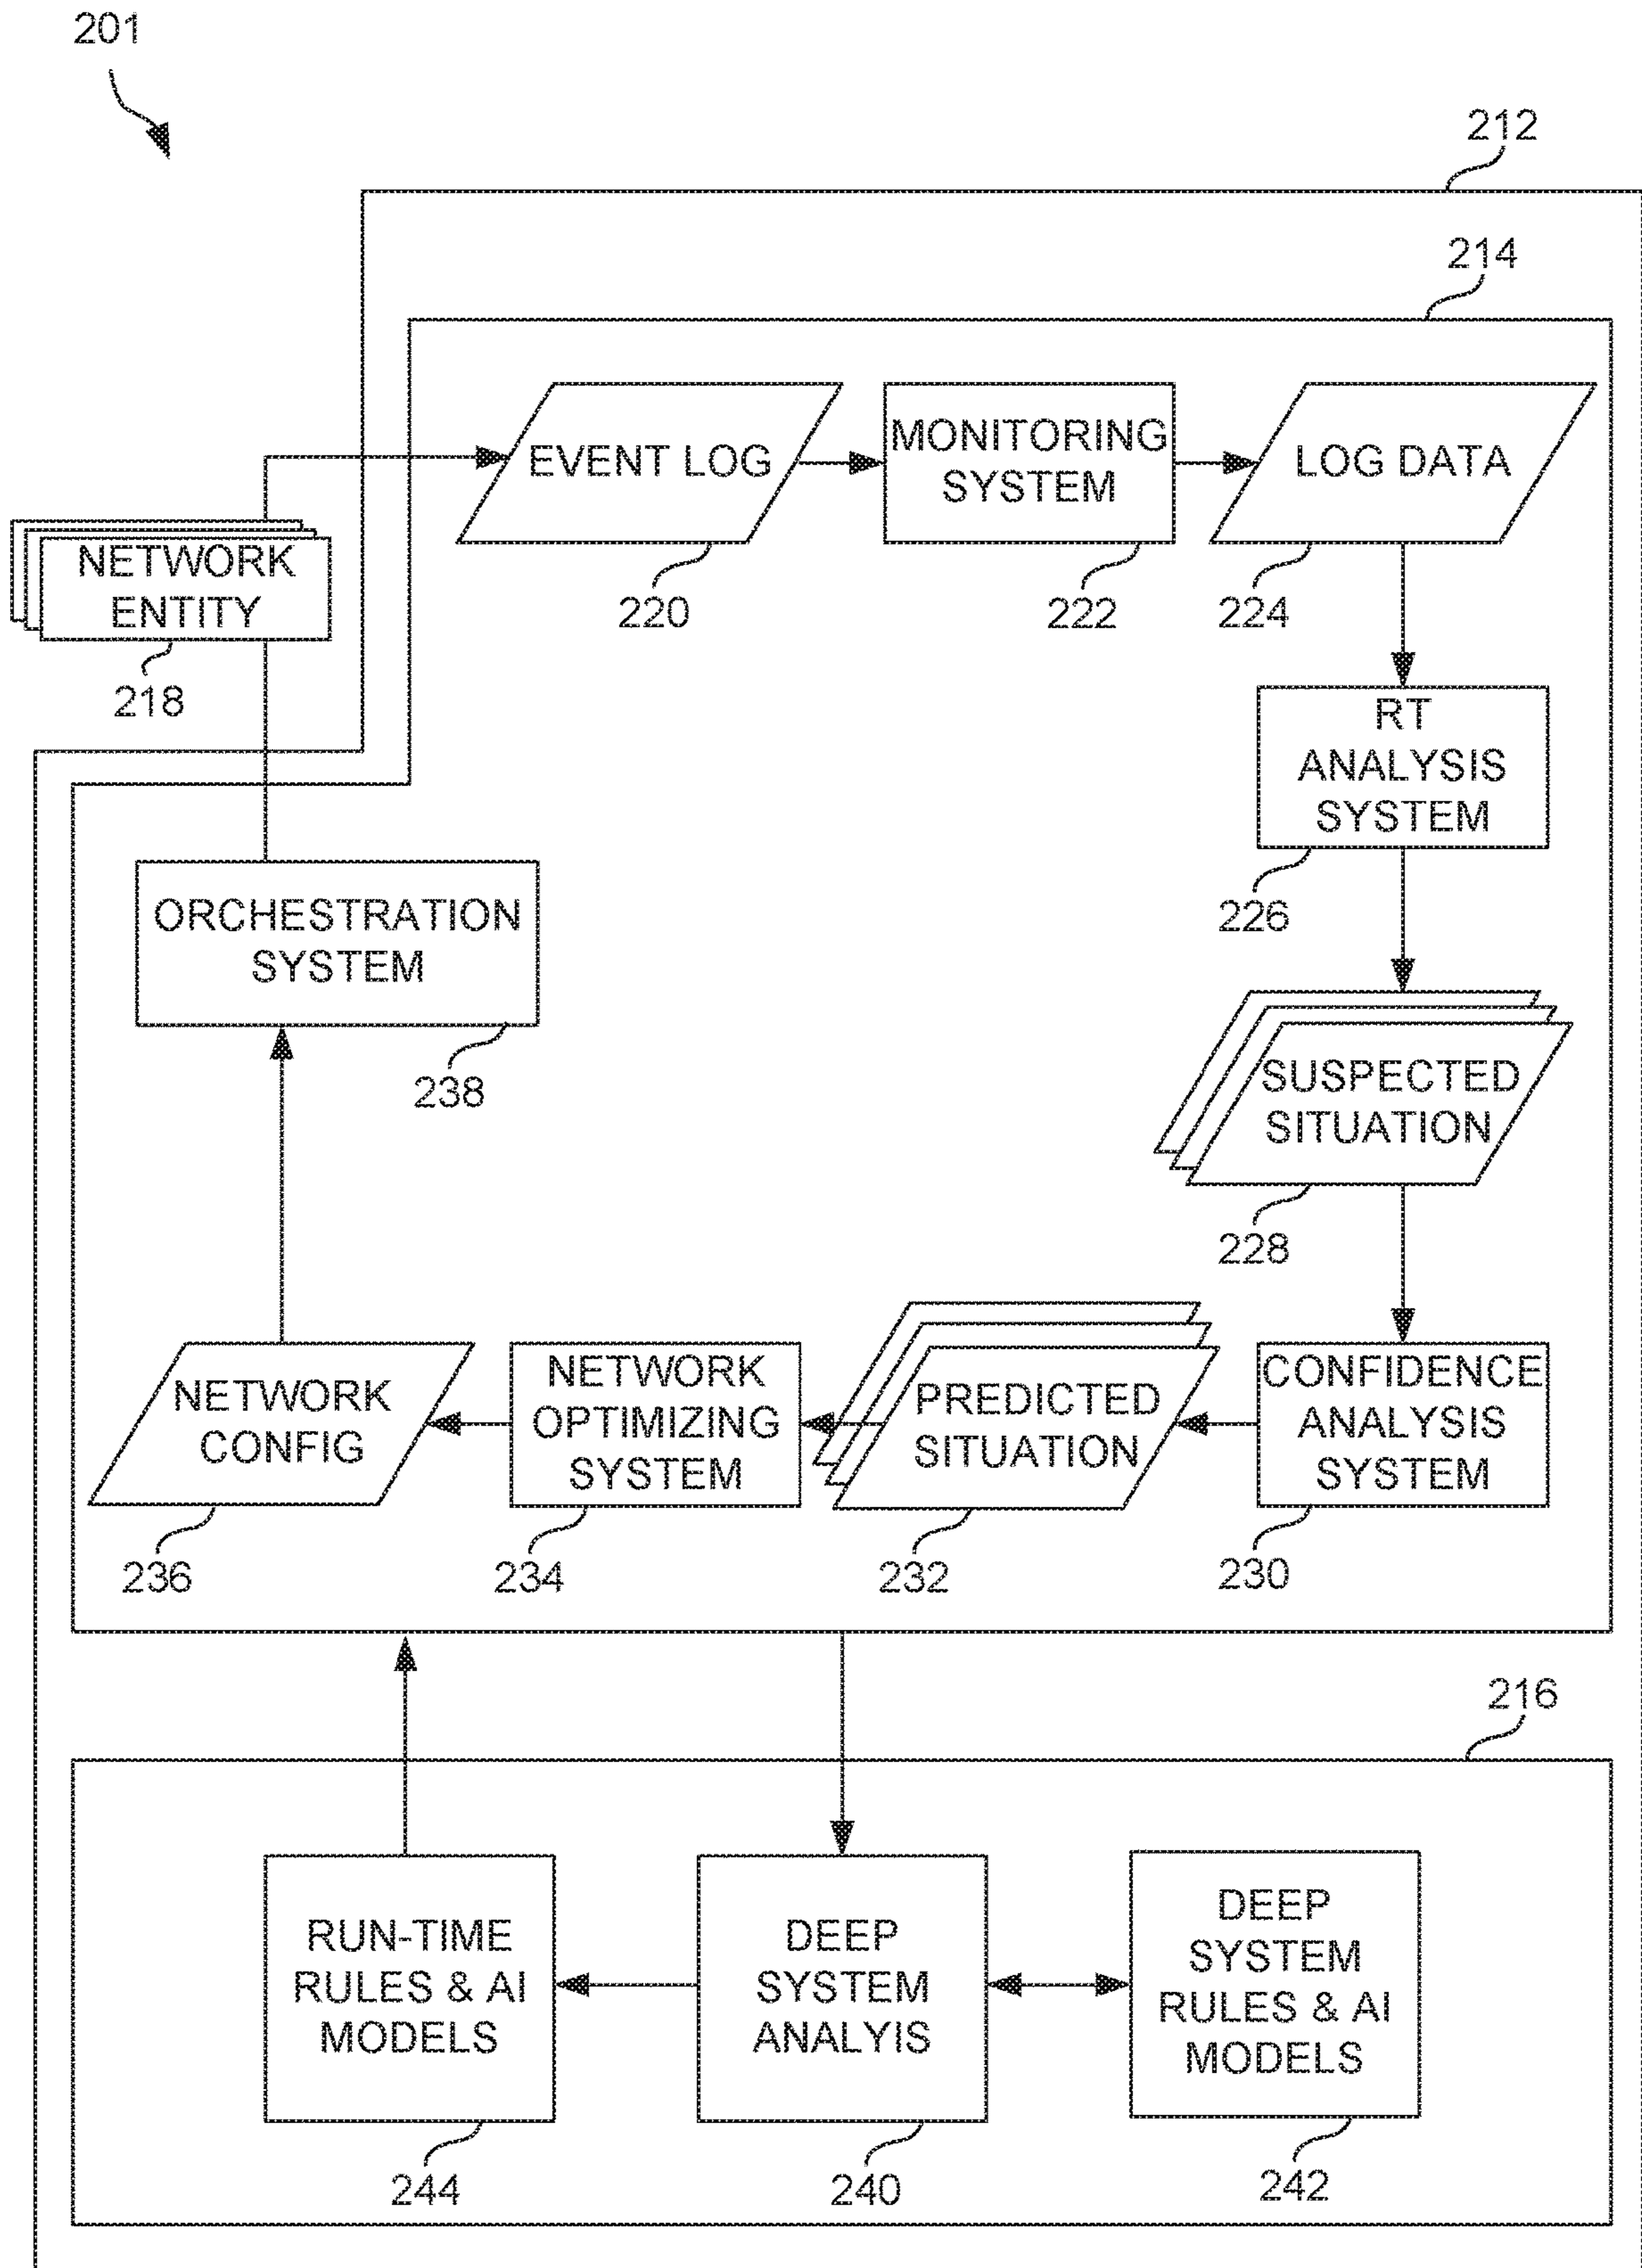 201
212
214
EVENT LOG
MONITORING
SYSTEM
LOG DATA
220
222
224
NETWORK
ENTITY
218
RT
ANALYSIS
SYSTEM
226
ORCHESTRATION
SYSTEM
238
SUSPECTED
SITUATION
228
NETWORK
CONFIG
236
NETWORK
OPTIMIZING
SYSTEM
234
PREDICTED
SITUATION
232
CONFIDENCE
ANALYSIS
SYSTEM
230
216
RUN-TIME
RULES & AI
MODELS
244
DEEP
SYSTEM
ANALYIS
240
DEEP
SYSTEM
RULES & AI
MODELS
242